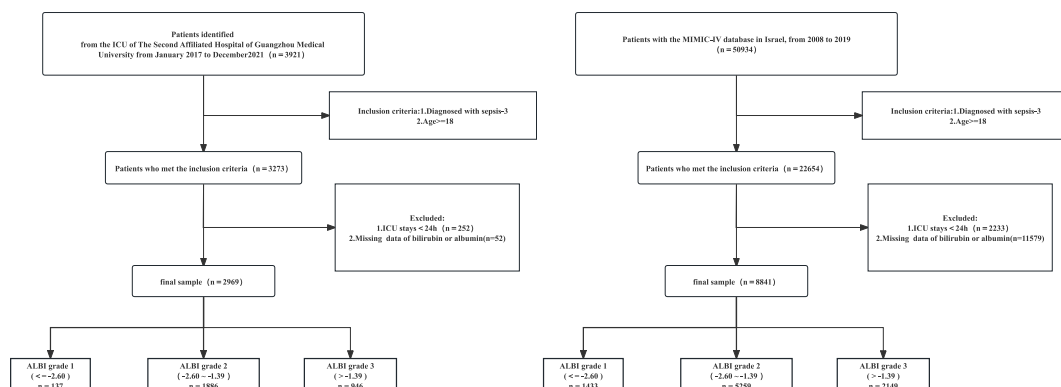 Patients identified
from the ICU of The Second Affiliated Hospital of Guangzhou Medical
University from January 2017 to December2021（n = 3921）
Inclusion criteria:1.Diagnosed with sepsis-3
2.Age>=18
Patients who met the inclusion criteria（n = 3273）
Excluded:
1.ICU stays < 24h（n = 252）
2.Missing data of bilirubin or albumin(n=52)
final sample（n = 2969）
ALBI grade 1
（<= -2.60）
n = 137
ALBI grade 2
（-2.60 ~ -1.39）
n = 1886
ALBI grade 3
（> -1.39）
n = 946
Patients with the MIMIC-IV database in Israel, from 2008 to 2019
（n = 50934）
Inclusion criteria:1.Diagnosed with sepsis-3
2.Age>=18
Patients who met the inclusion criteria（n = 22654）
Excluded:
1.ICU stays < 24h（n = 2233）
2.Missing data of bilirubin or albumin(n=11579)
final sample（n = 8841）
ALBI grade 1
（<= -2.60）
n = 1433
ALBI grade 2
（-2.60 ~ -1.39）
n = 5259
ALBI grade 3
（> -1.39）
n = 2149